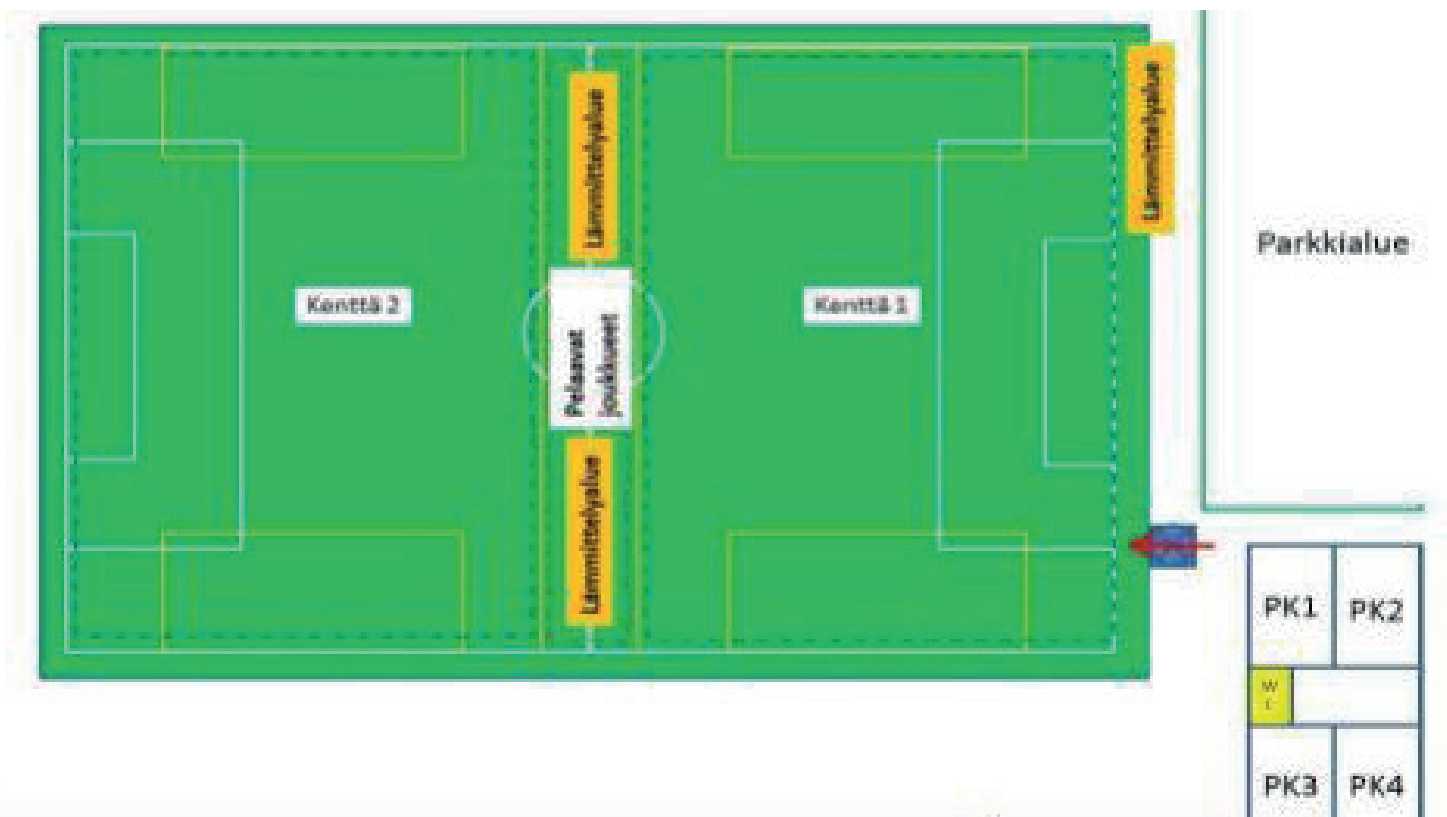 Lämmittelyalue
Lämmittelyalue
Parkkialue
Kenttä 2
Pelaavat
joukkueet
Kenttä 1
Lämmittelyalue
PK1
PK2
W
C
PK3
PK4